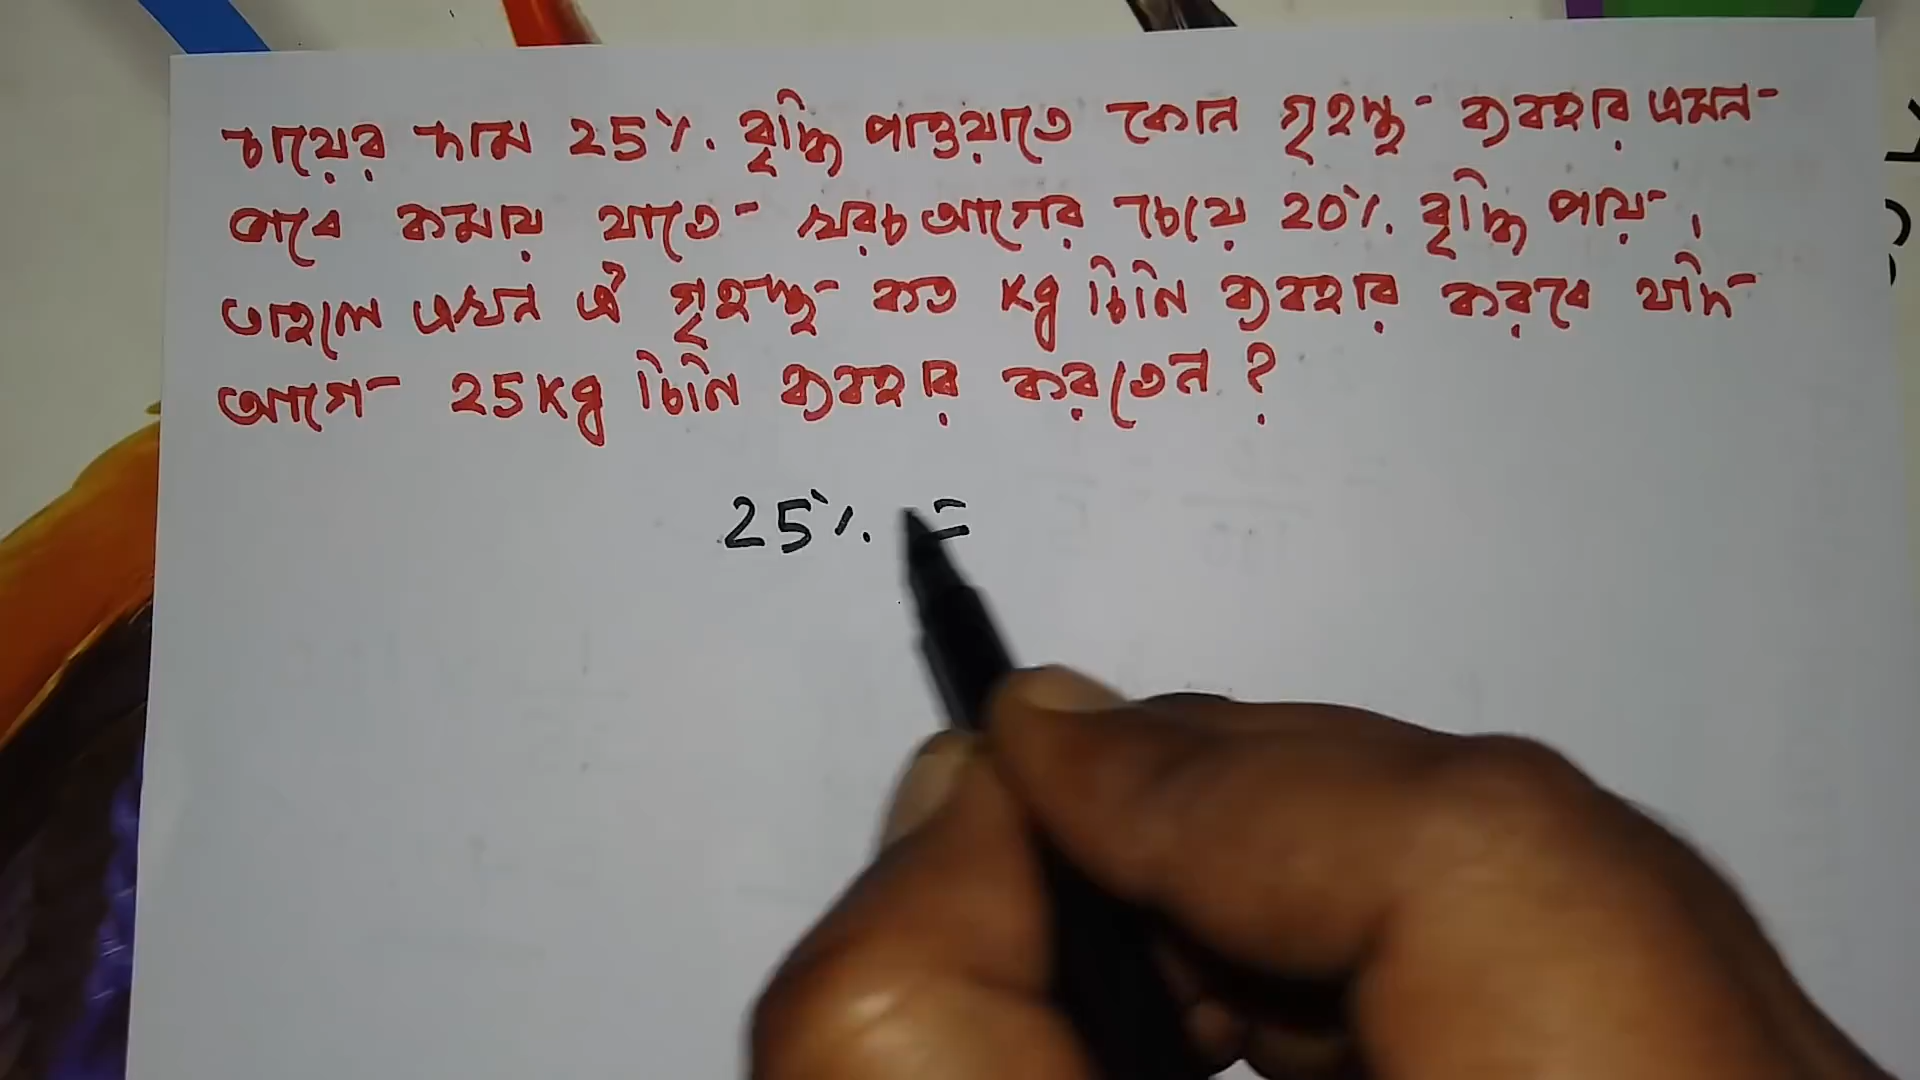 চায়ের দাম 25%. বৃদ্ধি পাওয়াতে কোন গৃহস্থ ব্যবহার এমন
ভাবে কমায় যাতে খরচ আগের চেয়ে 20%. বৃদ্ধি পায়,
তাহলে এখন ঐ গৃহস্থ কত kg চিনি ব্যবহার করবে যদি
আগে 25Kg চিনি ব্যবহার করতেন ?
25%. =